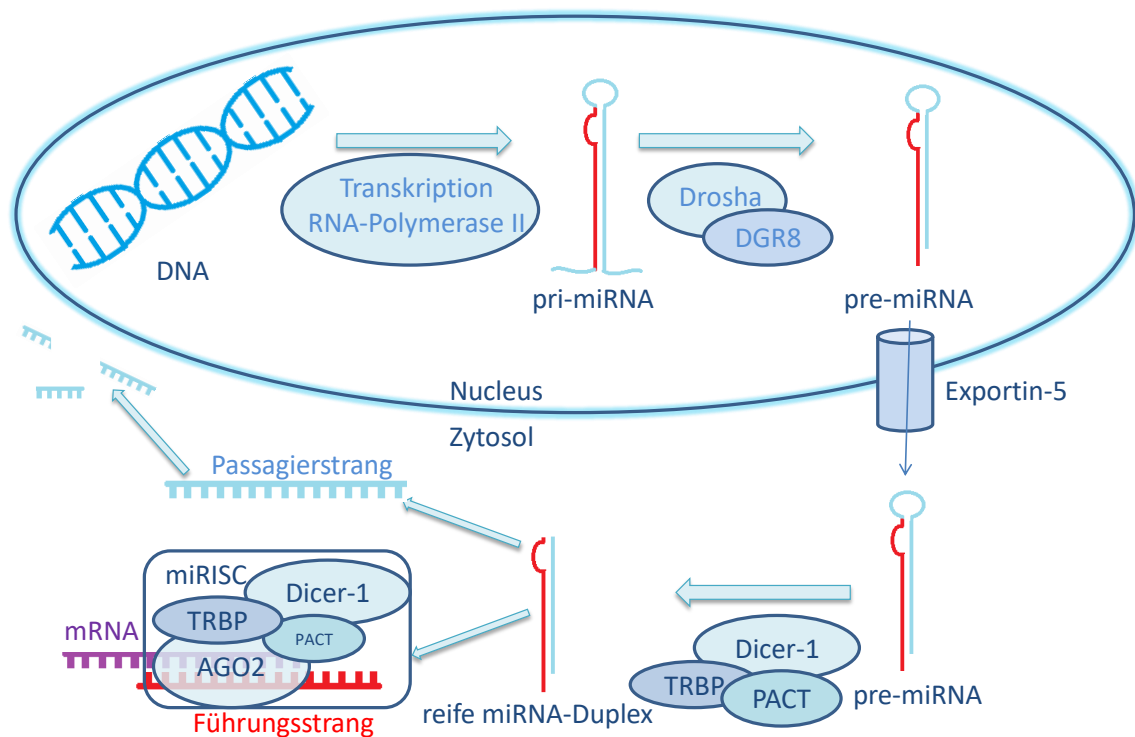 Transkription
RNA-Polymerase II
Drosha
DGR8
DNA
pri-miRNA
pre-miRNA
Nucleus
Exportin-5
Zytosol
Passagierstrang
miRISC
Dicer-1
TRBP
mRNA
PACT
AGO2
Führungsstrang
reife miRNA-Duplex
Dicer-1
TRBP
PACT
pre-miRNA